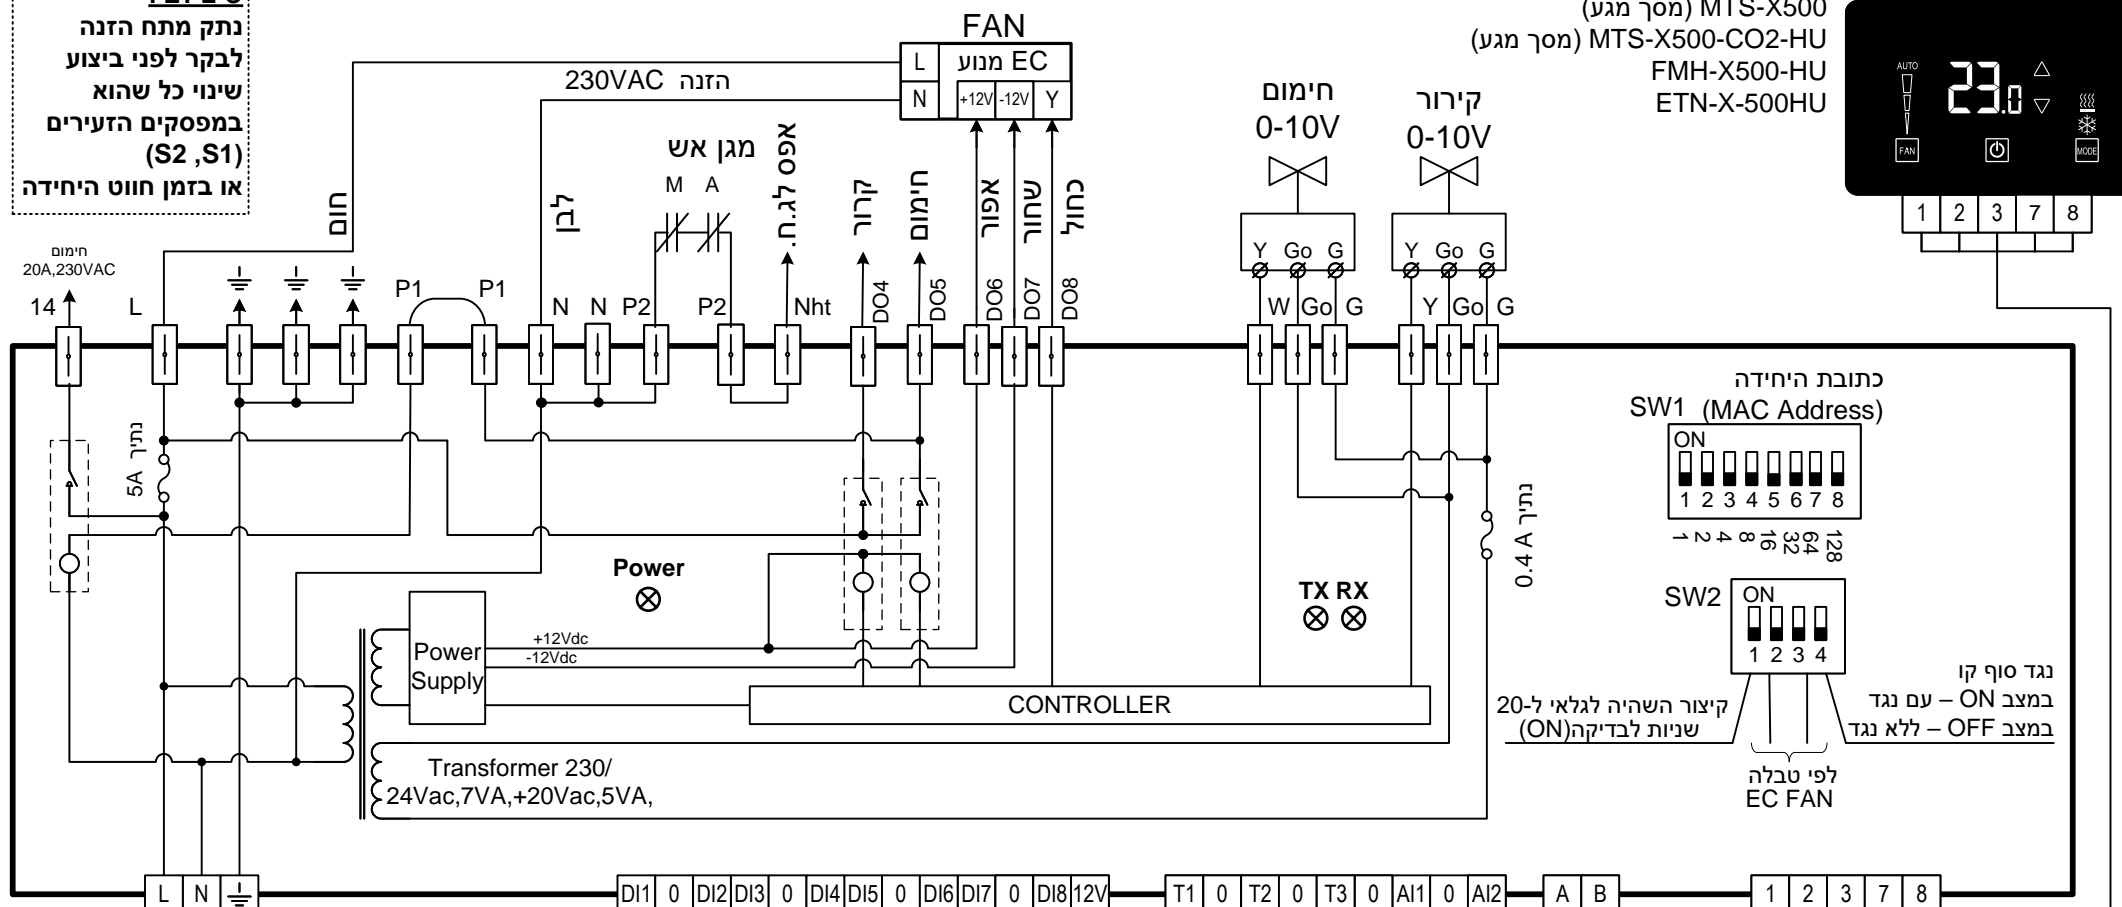 נתק מתח הזנה
לבקר לפני ביצוע
שינוי כל שהוא
במפסקים הזעירים
(S2 ,S1)
או בזמן חווט היחידה
FAN
L
מנוע EC
N
+12V
-12V
Y
הזנה 230VAC
MTS-X500 (מסך מגע)
MTS-X500-CO2-HU (מסך מגע)
FMH-X500-HU
ETN-X-500HU
AUTO
23.0
FAN
MODE
1 2 3 7 8
חימום
0-10V
קירור
0-10V
Y Go G
Y Go G
חום
לבן
מגן אש
M A
אפס לג.ח.
קרור
חימום
אפור
שחור
כחול
חימום
20A,230VAC
14
L
P1 P1
N N P2 P2 Nht
DO4
DO5
DO6
DO7
DO8
W Go G
Y Go G
נתיך 5A
נתיך 0.4 A
כתובת היחידה
SW1 (MAC Address)
ON
1 2 3 4 5 6 7 8
1 2 4 8 16 32 64 128
SW2
ON
1 2 3 4
נגד סוף קו
במצב ON – עם נגד
במצב OFF – ללא נגד
קיצור השהיה לגלאי ל-20
שניות לבדיקה(ON)
לפי טבלה
EC FAN
Power
TX RX
Power
Supply
+12Vdc
-12Vdc
CONTROLLER
Transformer 230/
24Vac,7VA,+20Vac,5VA,
L N
DI1 0 DI2 DI3 0 DI4 DI5 0 DI6 DI7 0 DI8 12V
T1 0 T2 0 T3 0 AI1 0 AI2
A B
1 2 3 7 8